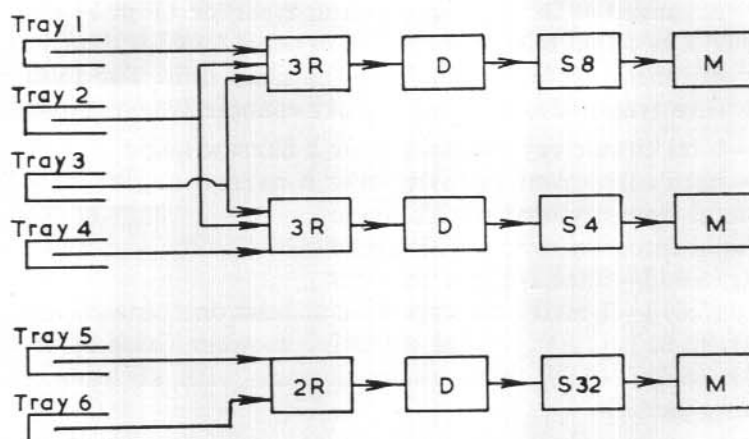 Tray 1
3R D S8 M
Tray 2
Tray 3
Tray 4
3R D S4 M
Tray 5
2R D S32 M
Tray 6